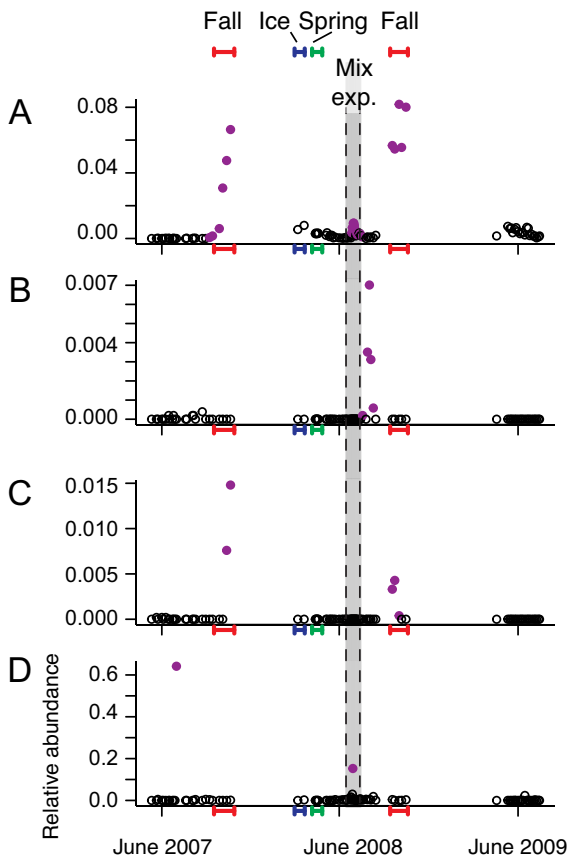 Fall Ice Spring Fall
Mix
exp.
A
0.08
0.04
0.00
B
0.007
0.004
0.000
C
0.015
0.010
0.005
0.000
D
0.6
0.4
0.2
0.0
Relative abundance
June 2007 June 2008 June 2009